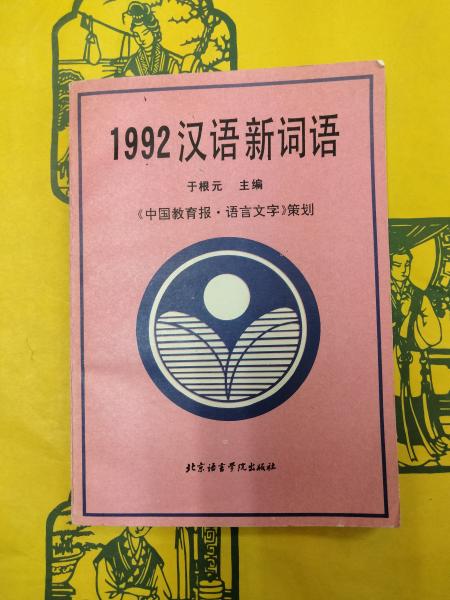 1992汉语新词语
于根元 主编
《中国教育报·语言文字》策划
北京语言学院出版社